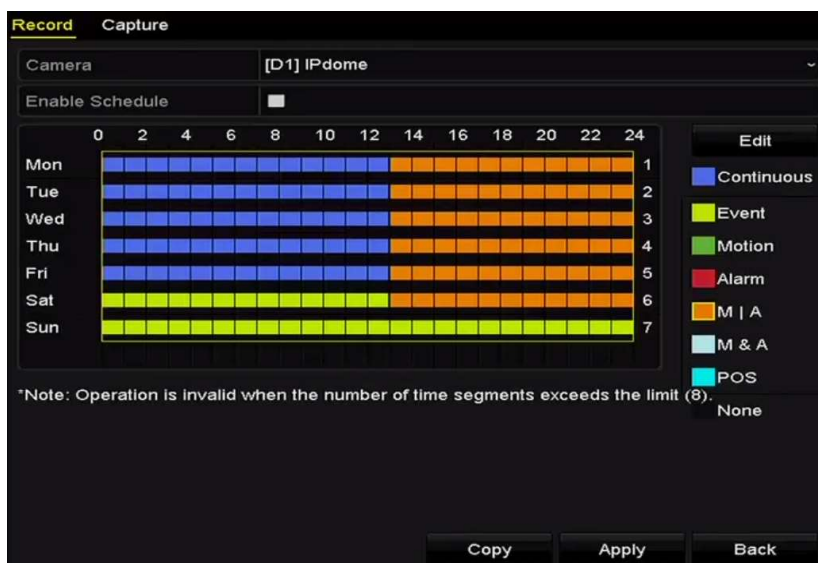 Record Capture
Camera [D1] IPdome
Enable Schedule
0 2 4 6 8 10 12 14 16 18 20 22 24
Edit
Mon 1
Continuous
Tue 2
Wed 3
Event
Thu 4
Motion
Fri 5
Alarm
Sat 6
M | A
Sun 7
M & A
POS
*Note: Operation is invalid when the number of time segments exceeds the limit (8).
None
Copy Apply Back